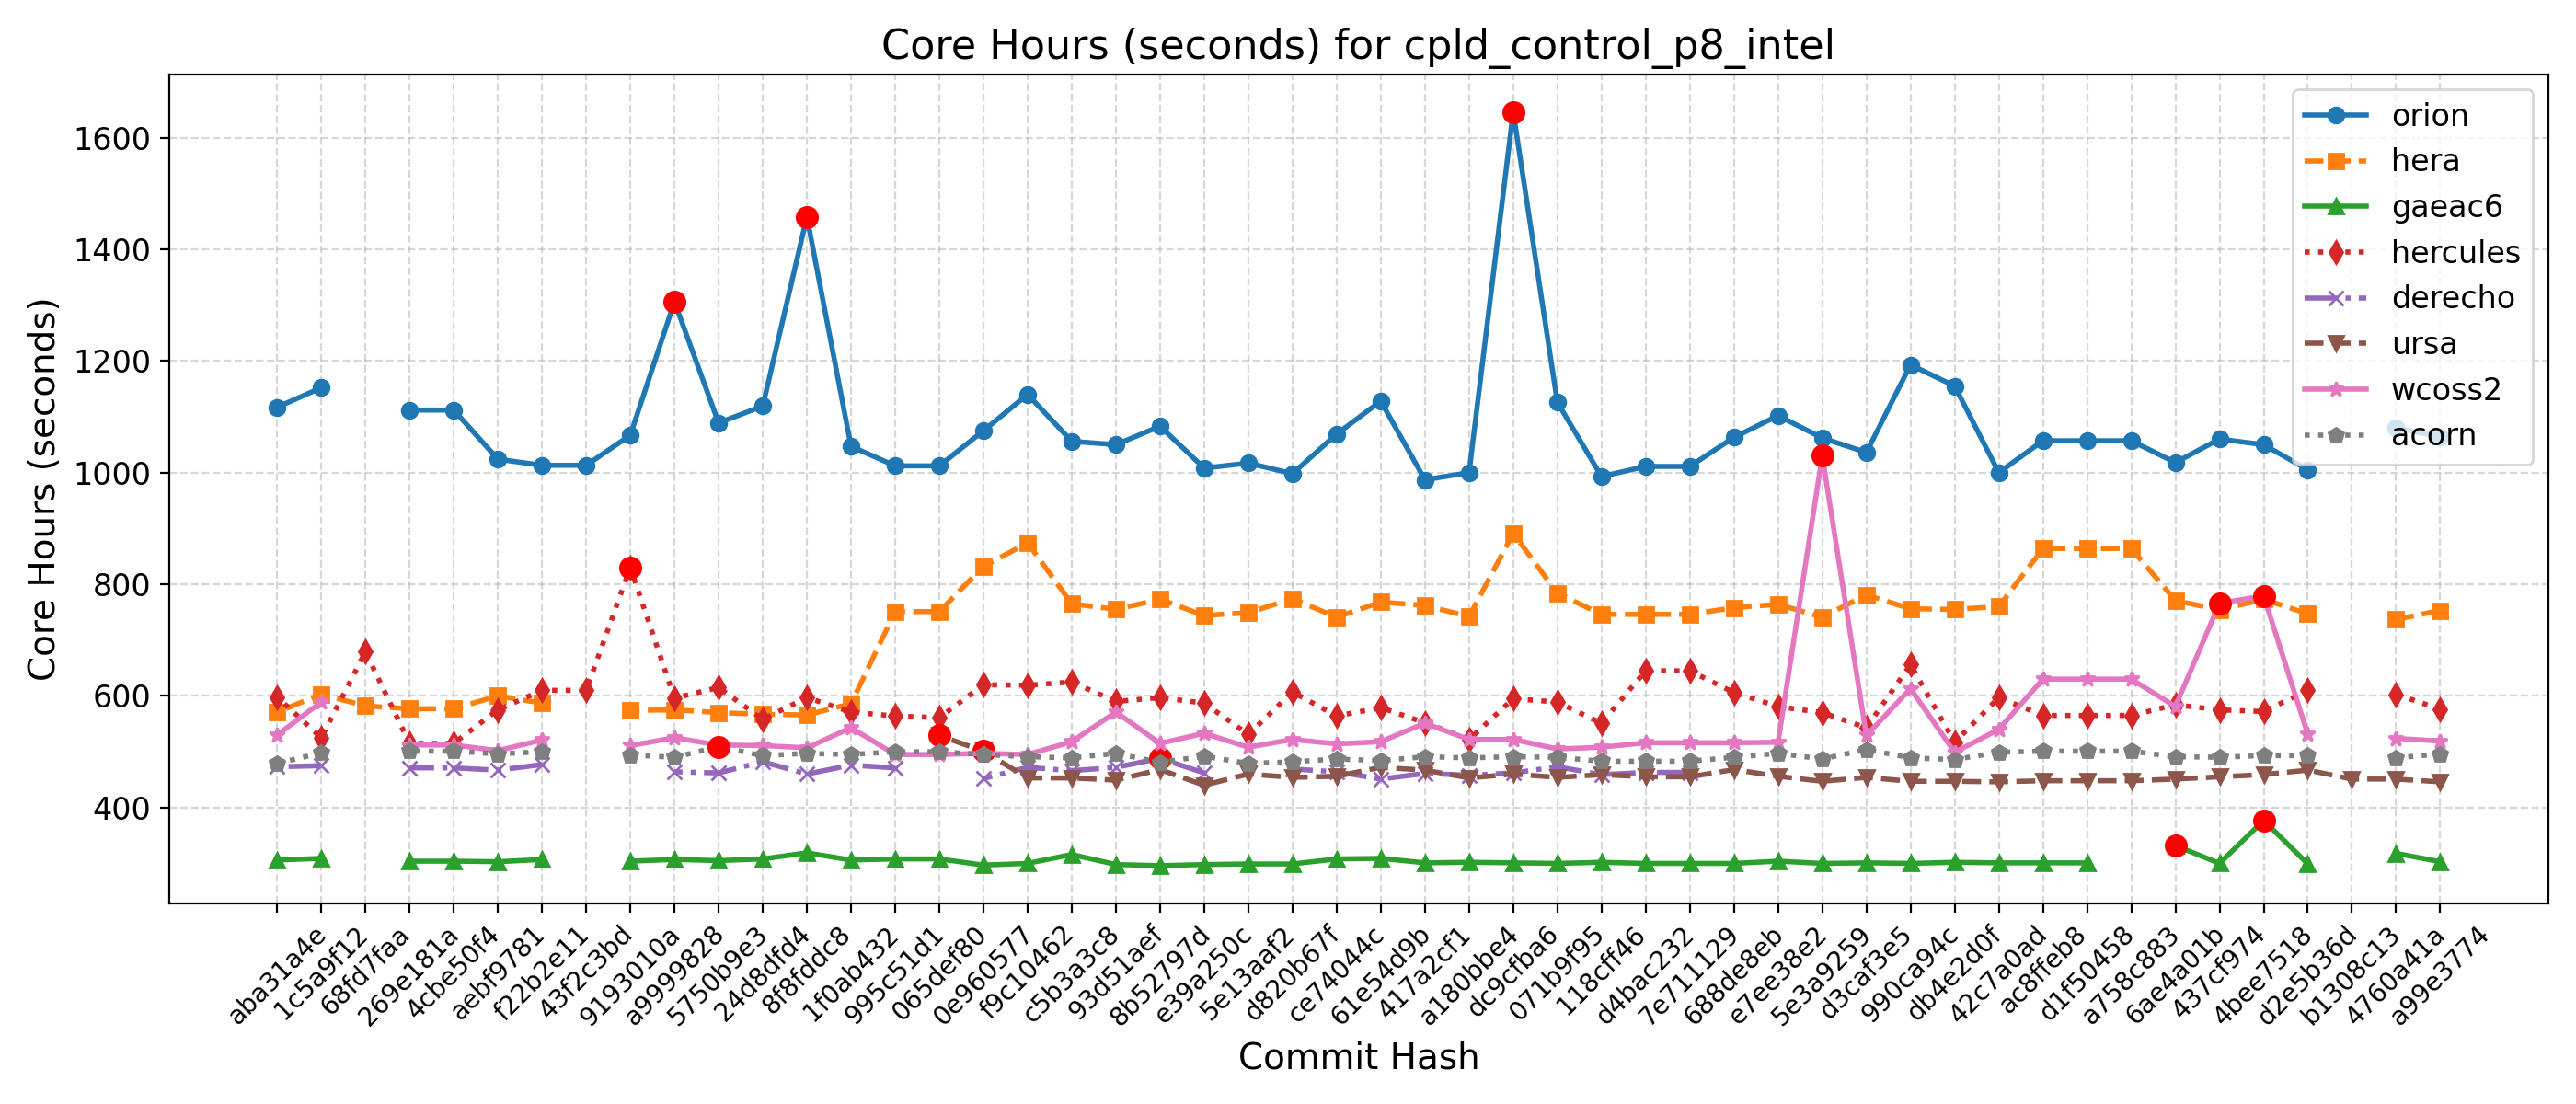 Core Hours (seconds) for cpld_control_p8_intel
Core Hours (seconds)
1600
1400
1200
1000
800
600
400
orion
hera
gaeac6
hercules
derecho
ursa
wcoss2
acorn
aba31a4e
1c5a9f12
68fd7faa
269e181a
4cbe50f4
aebf9781
f22b2e11
43f2c3bd
9193010a
a9999828
5750b9e3
24d8dfd4
8f8fddc8
1f0ab432
995c51d1
065def80
0e960577
f9c10462
c5b3a3c8
93d51aef
8b52797d
e39a250c
5e13aaf2
d820b67f
ce74044c
61e54d9b
417a2cf1
a180bbe4
dc9cfba6
071b9f95
118cff46
d4bac232
7e711129
688de8eb
e7ee38e2
5e3a9259
d3caf3e5
990ca94c
db4e2d0f
42c7a0ad
ac8ffeb8
d1f50458
a758c883
6ae4a01b
437cf974
4bee7518
d2e5b36d
b1308c13
4760a41a
a99e3774
Commit Hash